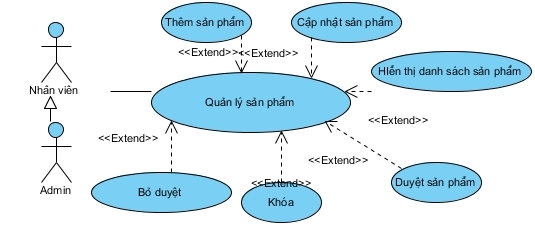 Thêm sản phẩm
Cập nhật sản phẩm
<<Extend>>
<<Extend>>
HIển thị danh sách sản phẩm
Nhân viên
Quản lý sản phẩm
<<Extend>>
<<Extend>>
<<Extend>>
<<Extend>>
Admin
Bỏ duyệt
Khóa
Duyệt sản phẩm